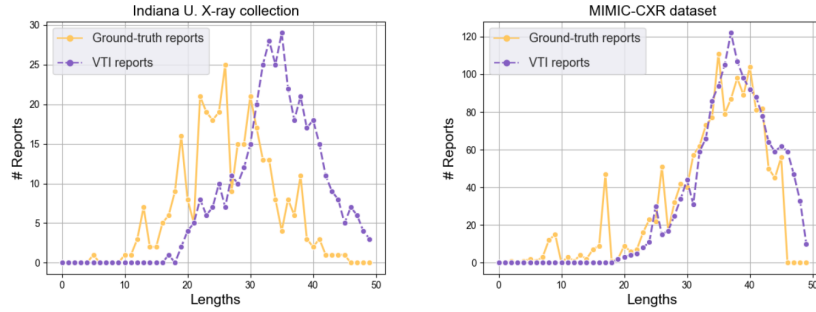 Indiana U. X-ray collection
Ground-truth reports
VTI reports
# Reports
30
25
20
15
10
5
0
0 10 20 30 40 50
Lengths
MIMIC-CXR dataset
Ground-truth reports
VTI reports
# Reports
120
100
80
60
40
20
0
0 10 20 30 40 50
Lengths